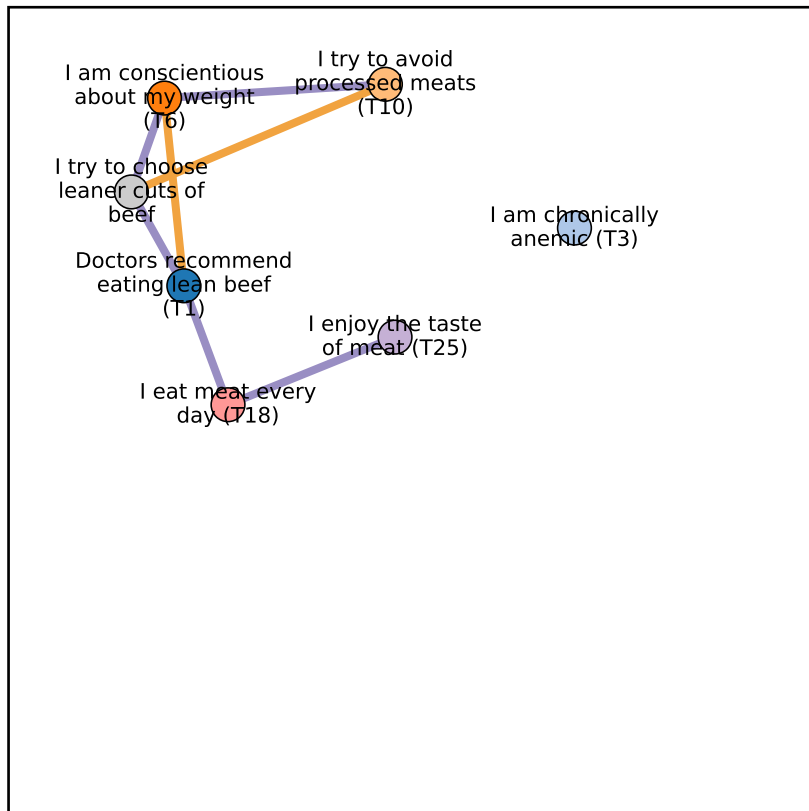 I am conscientious
about my weight
(T6)
I try to avoid
processed meats
(T10)
I try to choose
leaner cuts of
beef
I am chronically
anemic (T3)
Doctors recommend
eating lean beef
(T1)
I enjoy the taste
of meat (T25)
I eat meat every
day (T18)